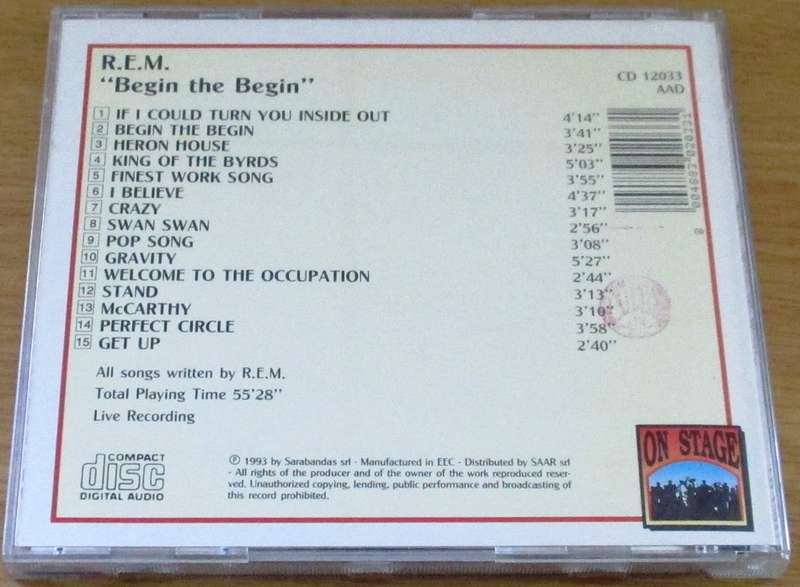 R.E.M.
“Begin the Begin”
CD 12033
AAD
1 IF I COULD TURN YOU INSIDE OUT 4'14"
2 BEGIN THE BEGIN 3'41"
3 HERON HOUSE 3'25"
4 KING OF THE BYRDS 5'03"
5 FINEST WORK SONG 3'55"
6 I BELIEVE 4'37"
7 CRAZY 3'17"
8 SWAN SWAN 2'56"
9 POP SONG 3'08"
10 GRAVITY 5'27"
11 WELCOME TO THE OCCUPATION 2'44"
12 STAND 3'13"
13 McCARTHY 3'10"
14 PERFECT CIRCLE 3'58"
15 GET UP 2'40"
All songs written by R.E.M.
Total Playing Time 55'28"
Live Recording
COMPACT
disc
DIGITAL AUDIO
℗ 1993 by Sarabandas srl - Manufactured in EEC - Distributed by SAAR srl
- All rights of the producer and of the owner of the work reproduced reser-
ved. Unauthorized copying, lending, public performance and broadcasting of
this record prohibited.
ON STAGE